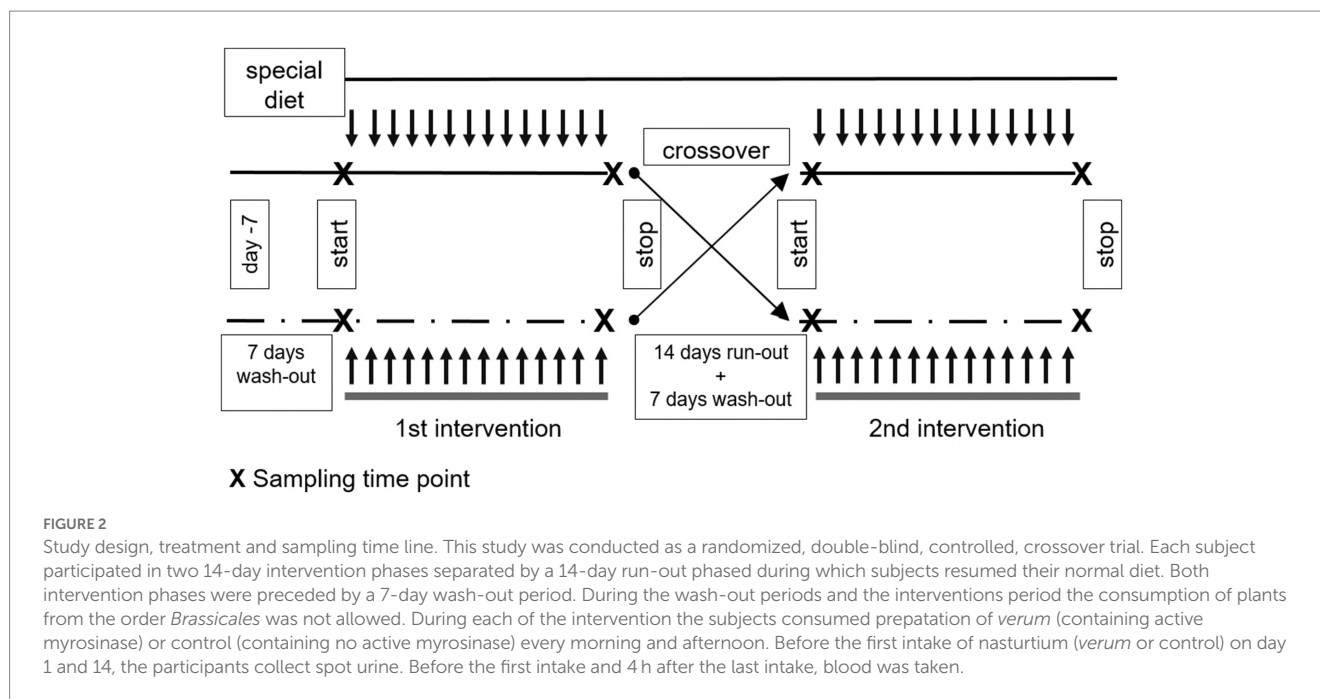 special
diet
crossover
X X X X
day -7
start
stop
start
stop
X X X X
7 days
wash-out
14 days run-out
+
7 days wash-out
1st intervention
2nd intervention
X Sampling time point
FIGURE 2
Study design, treatment and sampling time line. This study was conducted as a randomized, double-blind, controlled, crossover trial. Each subject
participated in two 14-day intervention phases separated by a 14-day run-out phased during which subjects resumed their normal diet. Both
intervention phases were preceded by a 7-day wash-out period. During the wash-out periods and the interventions period the consumption of plants
from the order Brassicales was not allowed. During each of the intervention the subjects consumed prepatation of verum (containing active
myrosinase) or control (containing no active myrosinase) every morning and afternoon. Before the first intake of nasturtium (verum or control) on day
1 and 14, the participants collect spot urine. Before the first intake and 4 h after the last intake, blood was taken.